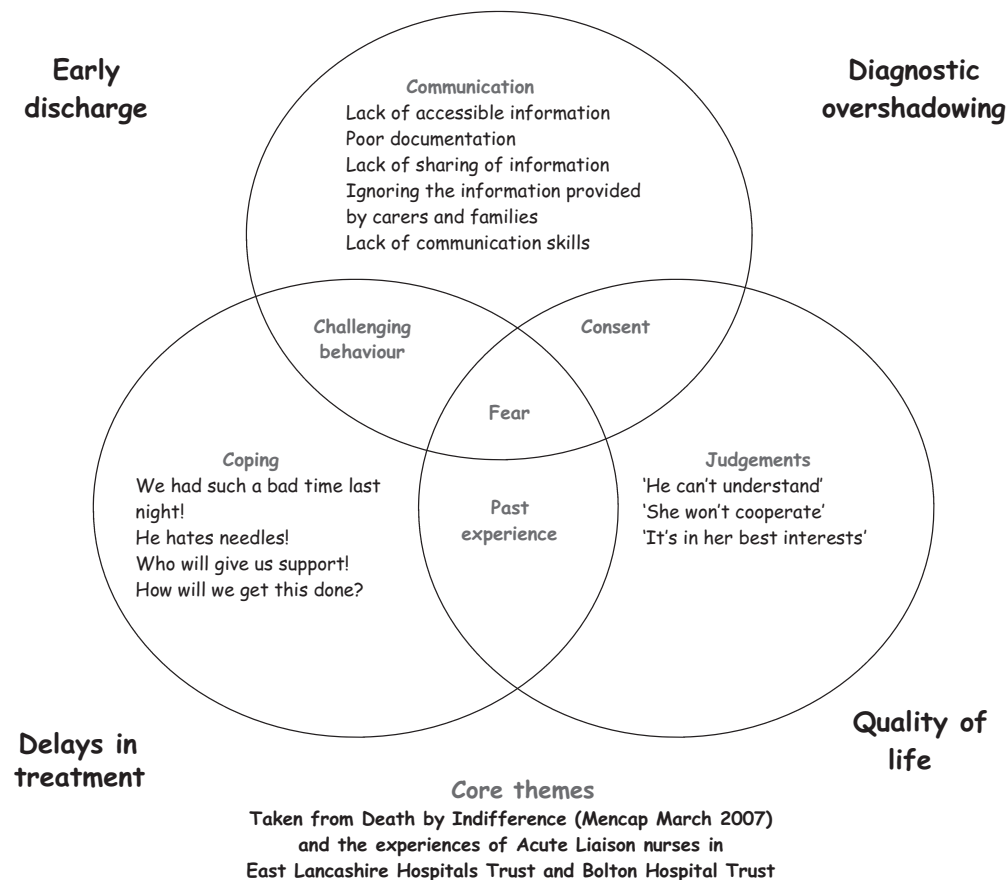 Early
discharge
Diagnostic
overshadowing
Communication
Lack of accessible information
Poor documentation
Lack of sharing of information
Ignoring the information provided
by carers and families
Lack of communication skills
Challenging
behaviour
Consent
Fear
Coping
We had such a bad time last
night!
He hates needles!
Who will give us support!
How will we get this done?
Past
experience
Judgements
‘He can’t understand’
‘She won’t cooperate’
‘It’s in her best interests’
Delays in
treatment
Quality of
life
Core themes
Taken from Death by Indifference (Mencap March 2007)
and the experiences of Acute Liaison nurses in
East Lancashire Hospitals Trust and Bolton Hospital Trust